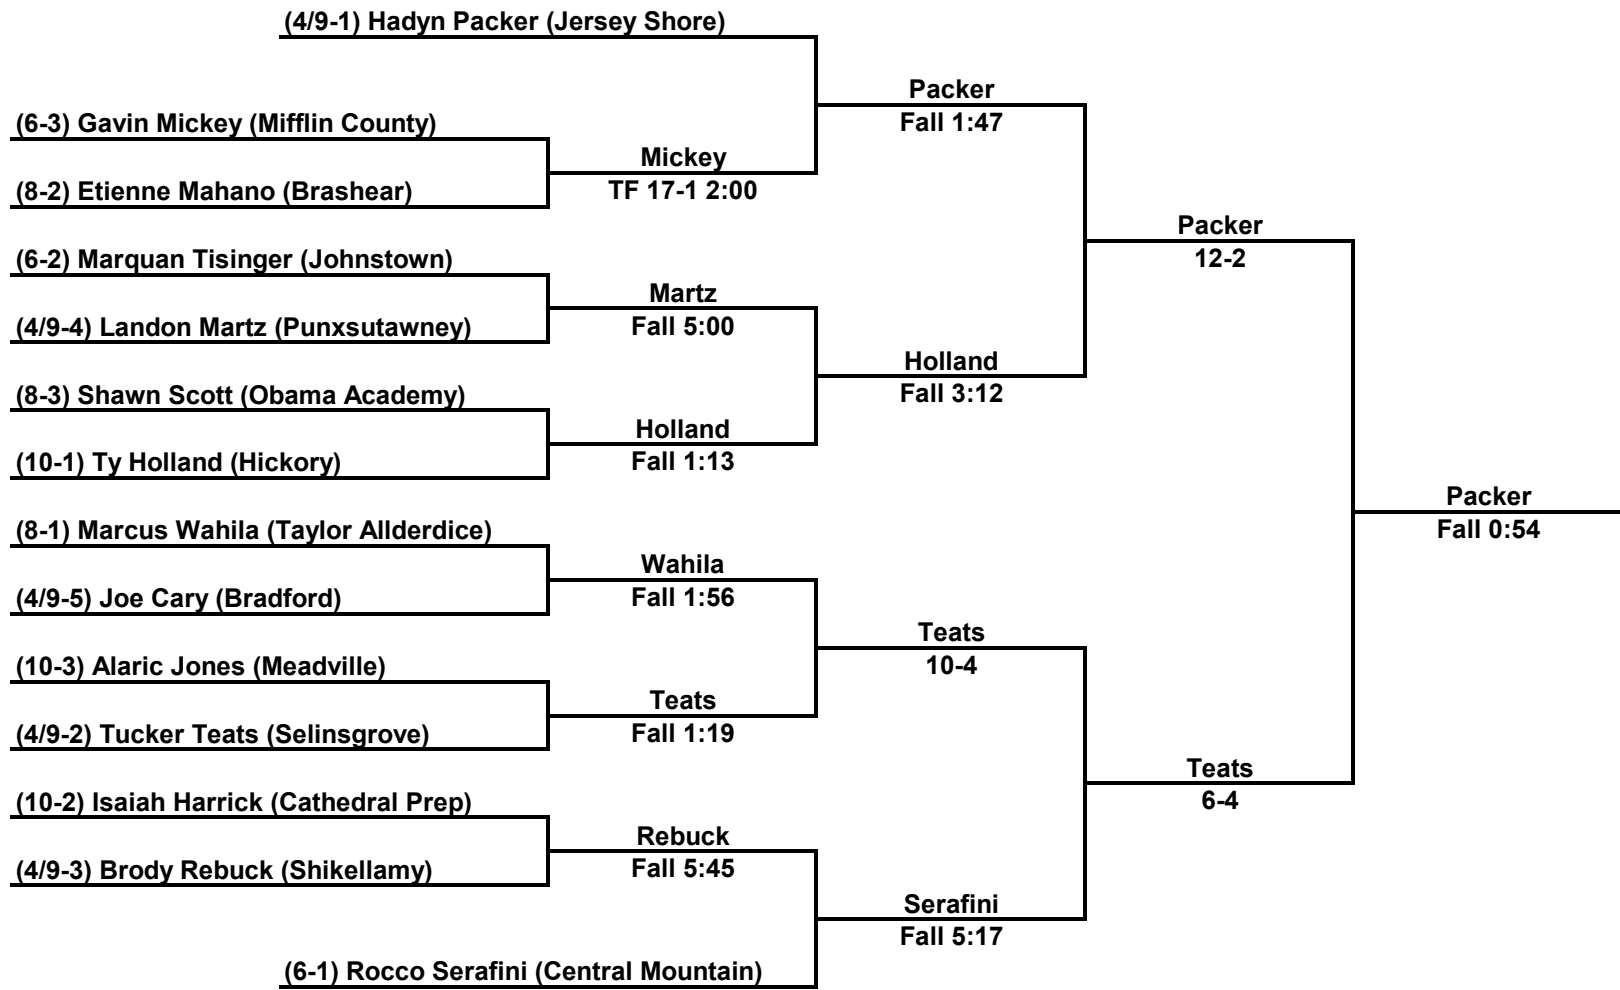 (4/9-1) Hadyn Packer (Jersey Shore)
Packer
Fall 1:47
(6-3) Gavin Mickey (Mifflin County)
Mickey
TF 17-1 2:00
(8-2) Etienne Mahano (Brashear)
Packer
12-2
(6-2) Marquan Tisinger (Johnstown)
Martz
Fall 5:00
(4/9-4) Landon Martz (Punxsutawney)
Holland
Fall 3:12
(8-3) Shawn Scott (Obama Academy)
Holland
Fall 1:13
(10-1) Ty Holland (Hickory)
Packer
Fall 0:54
(8-1) Marcus Wahila (Taylor Allderdice)
Wahila
Fall 1:56
(4/9-5) Joe Cary (Bradford)
Teats
10-4
(10-3) Alaric Jones (Meadville)
Teats
Fall 1:19
(4/9-2) Tucker Teats (Selinsgrove)
Teats
6-4
(10-2) Isaiah Harrick (Cathedral Prep)
Rebuck
Fall 5:45
(4/9-3) Brody Rebuck (Shikellamy)
Serafini
Fall 5:17
(6-1) Rocco Serafini (Central Mountain)